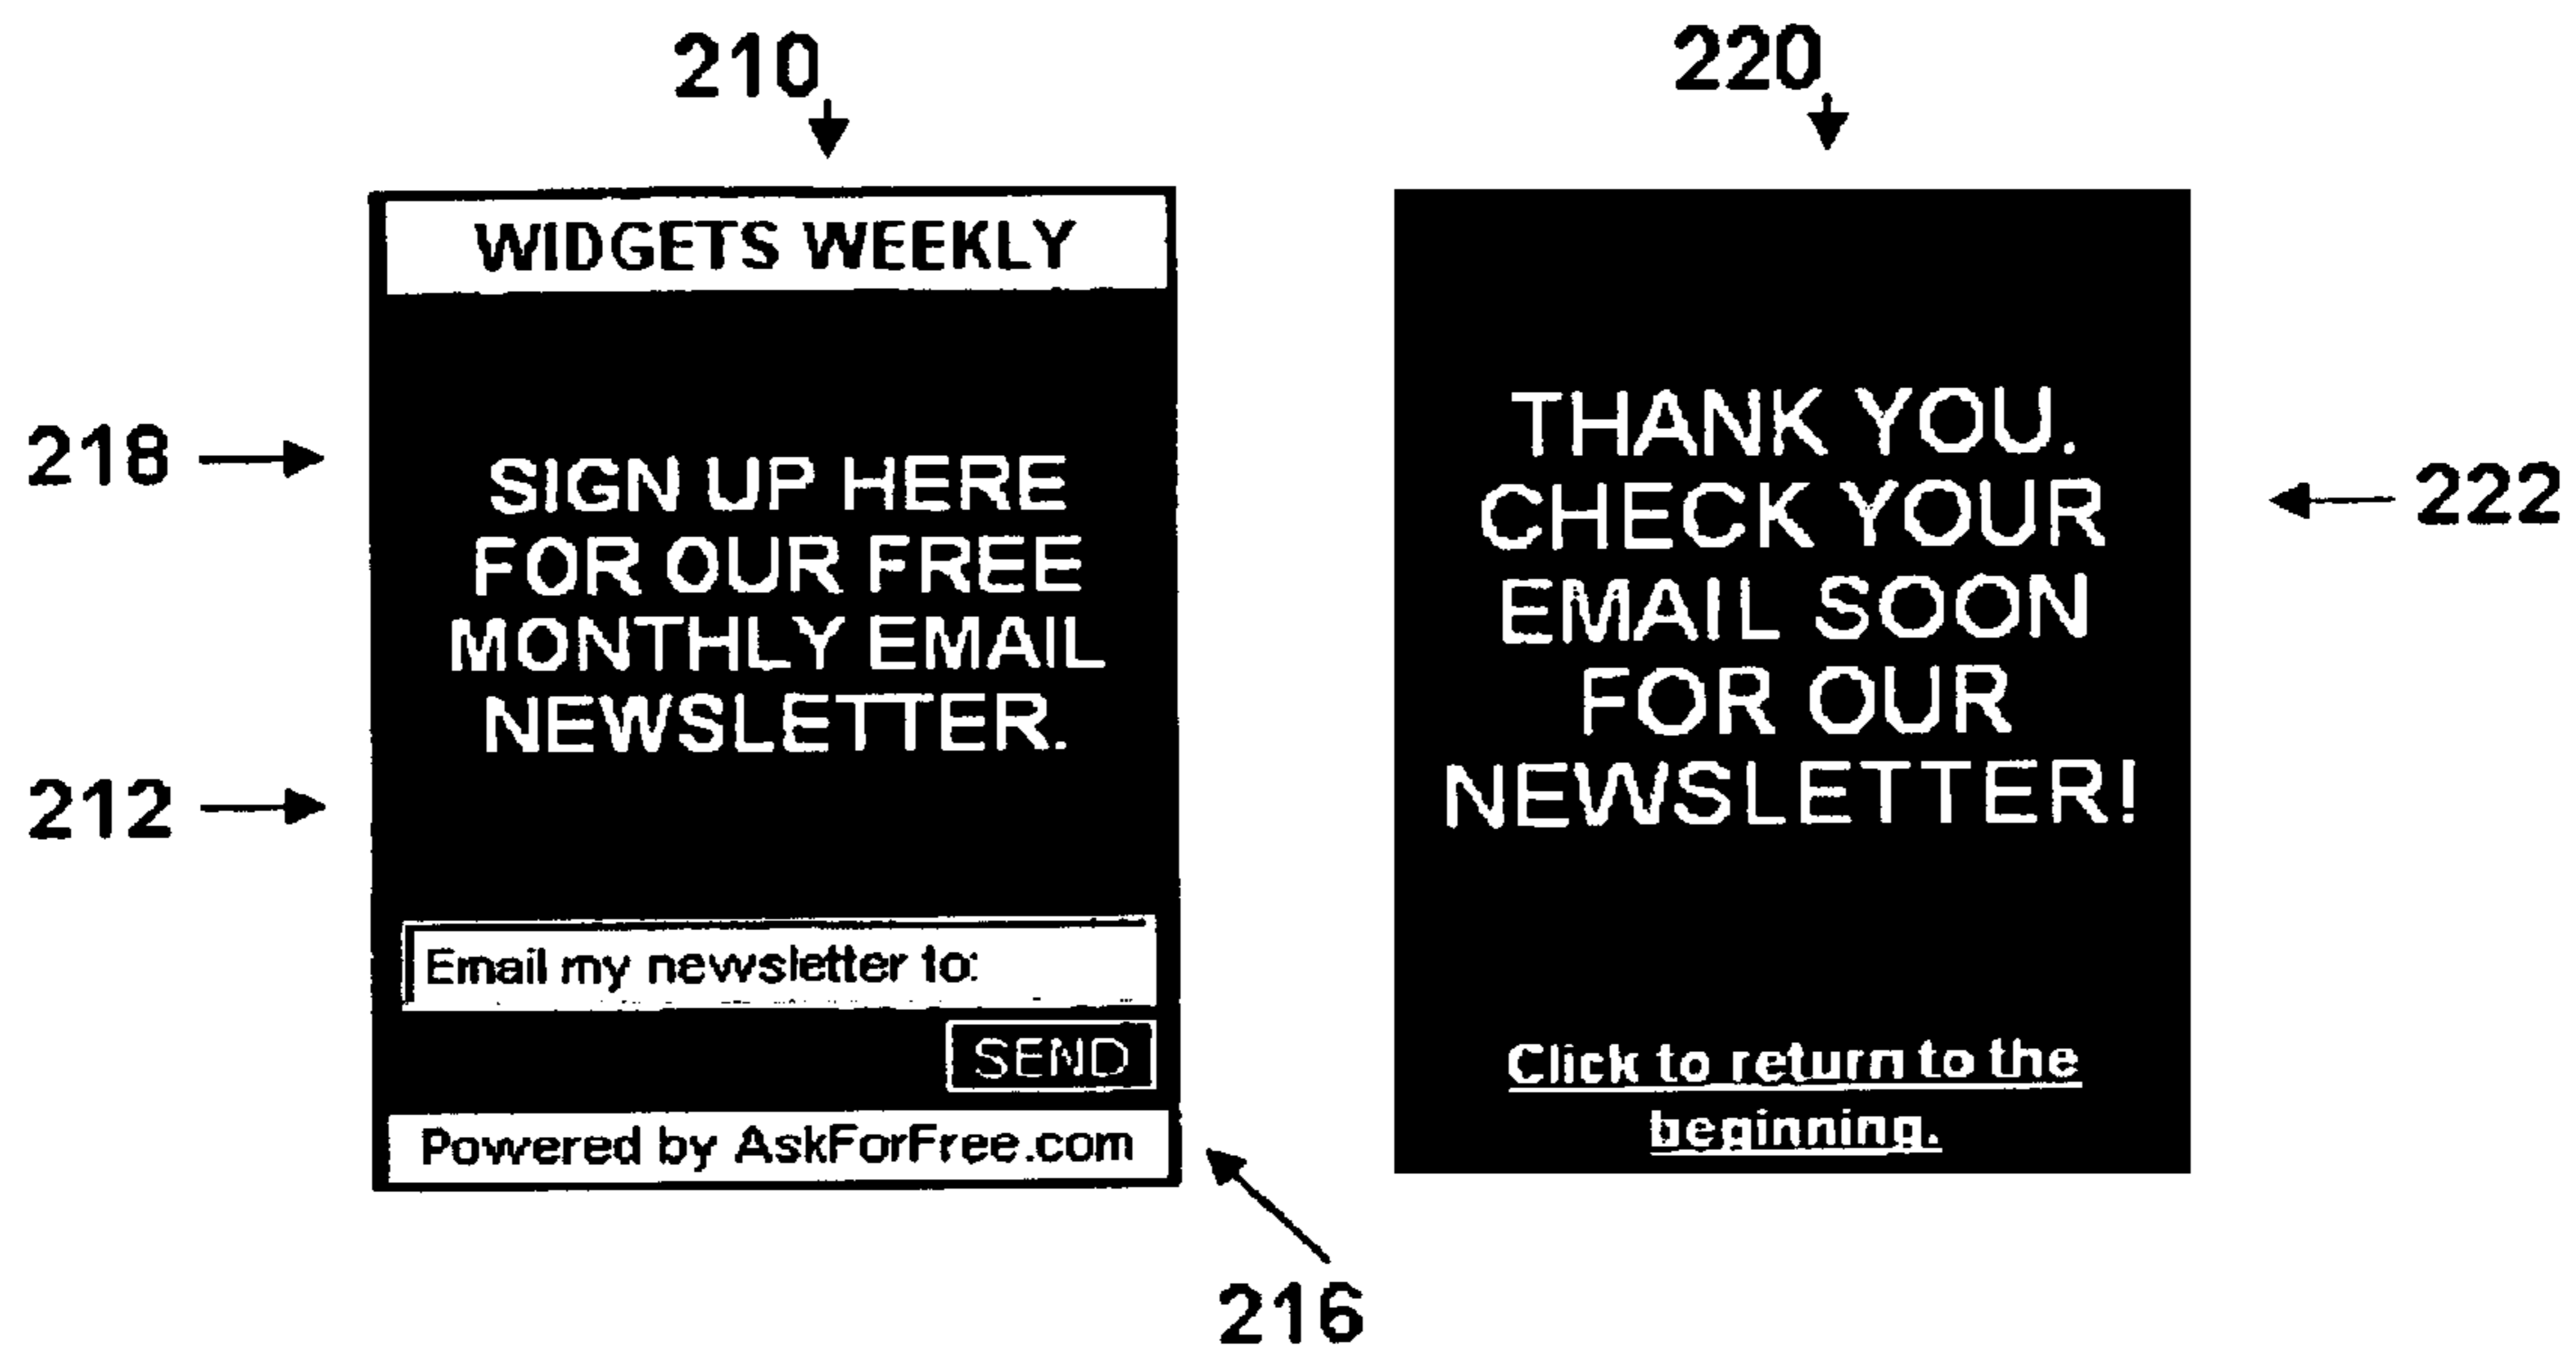 210
220
WIDGETS WEEKLY
218
SIGN UP HERE
FOR OUR FREE
MONTHLY EMAIL
NEWSLETTER.
212
Email my newsletter to:
SEND
Powered by AskForFree.com
216
THANK YOU.
CHECK YOUR
EMAIL SOON
FOR OUR
NEWSLETTER!
222
Click to return to the
beginning.